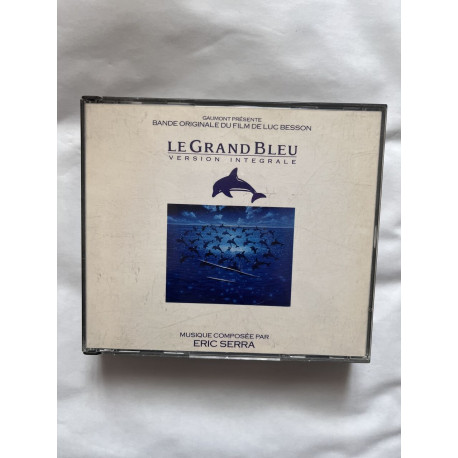 GAUMONT PRÉSENTE
BANDE ORIGINALE DU FILM DE LUC BESSON
LE GRAND BLEU
VERSION INTEGRALE
MUSIQUE COMPOSÉE PAR
ERIC SERRA